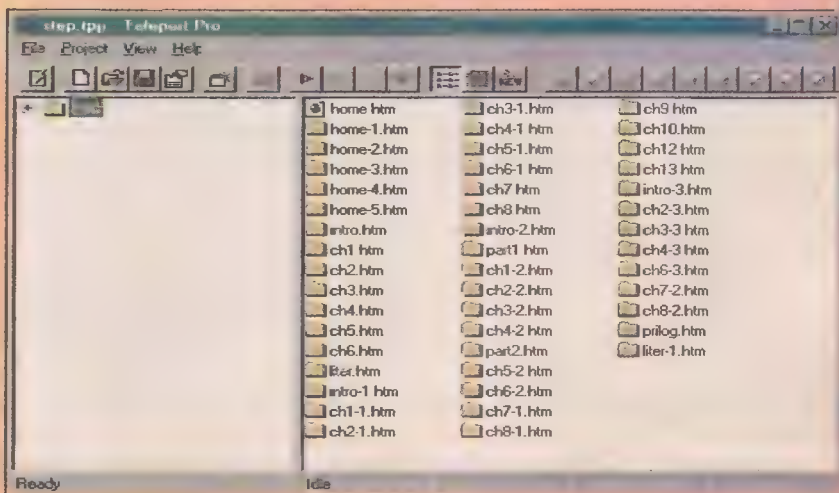 step.tpp Teleport Pro
File Project View Help
NEW
home htm
home-1.htm
home-2.htm
home-3.htm
home-4.htm
home-5.htm
intro.htm
ch1 htm
ch2.htm
ch3.htm
ch4.htm
ch5.htm
ch6.htm
liter.htm
intro-1 htm
ch1-1.htm
ch2-1.htm
ch3-1.htm
ch4-1 htm
ch5-1.htm
ch6-1 htm
ch7 htm
ch8 htm
intro-2.htm
part1 htm
ch1-2.htm
ch2-2.htm
ch3-2.htm
ch4-2 htm
part2.htm
ch5-2 htm
ch6-2.htm
ch7-1.htm
ch8-1.htm
ch9 htm
ch10.htm
ch12 htm
ch13 htm
intro-3.htm
ch2-3.htm
ch3-3 htm
ch4-3 htm
ch6-3.htm
ch7-2.htm
ch8-2.htm
prilog.htm
liter-1.htm
Ready
Idle